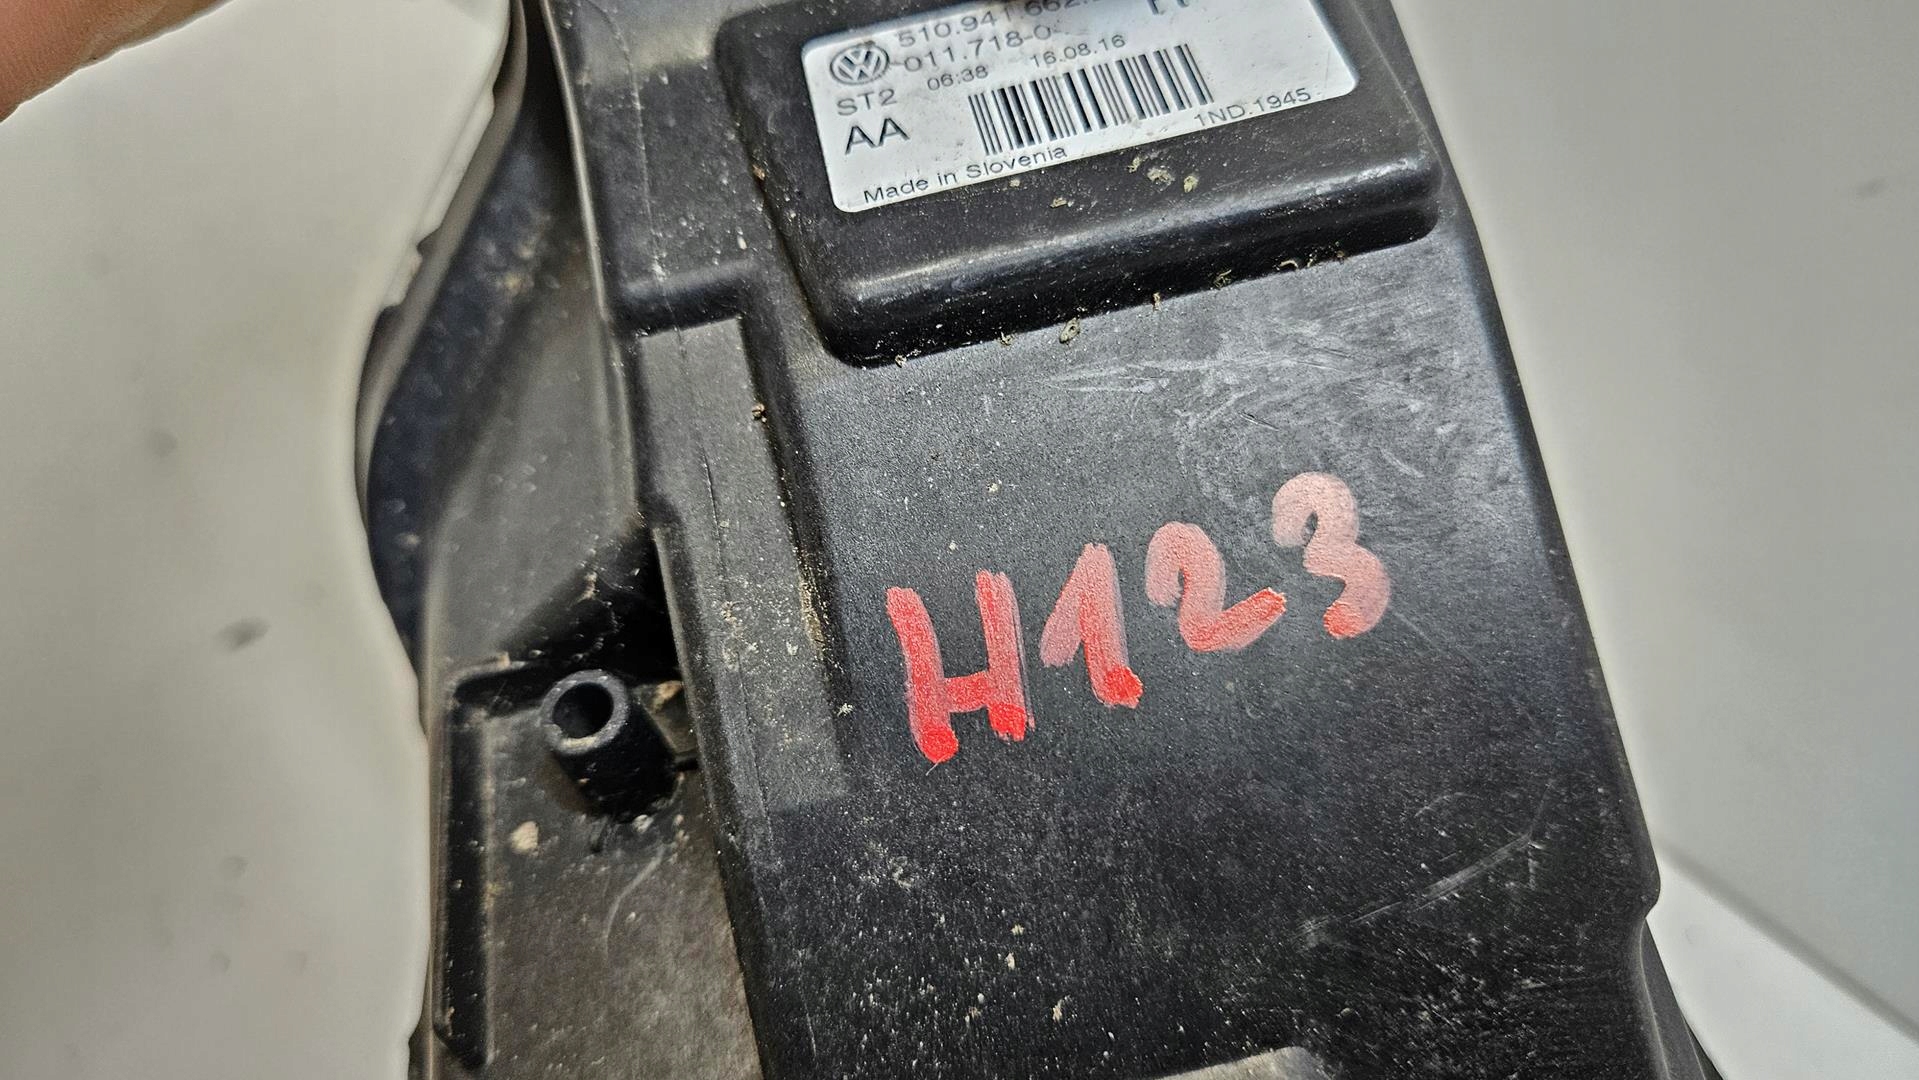 510.941.662
011.718-0
06:38 16.08.16
ST2
AA
1ND.1945
Made in Slovenia
H123